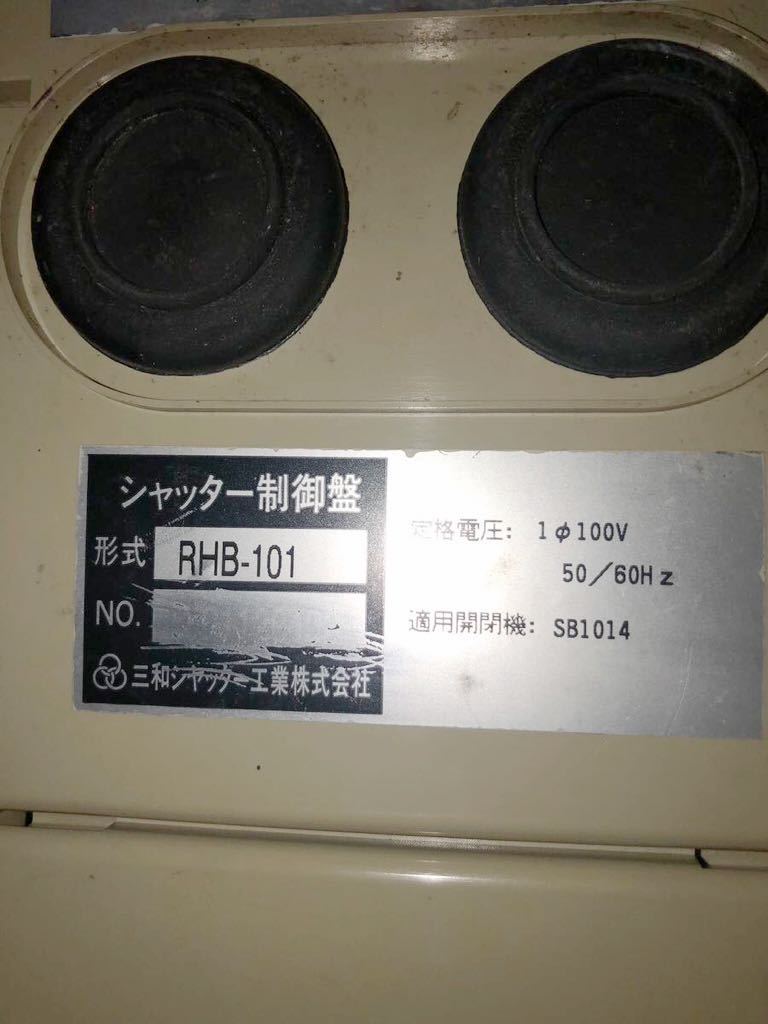 シャッター制御盤
形式 RHB-101
NO.
三和シヤッター工業株式会社
定格電圧: 1φ100V
50/60Hz
適用開閉機: SB1014